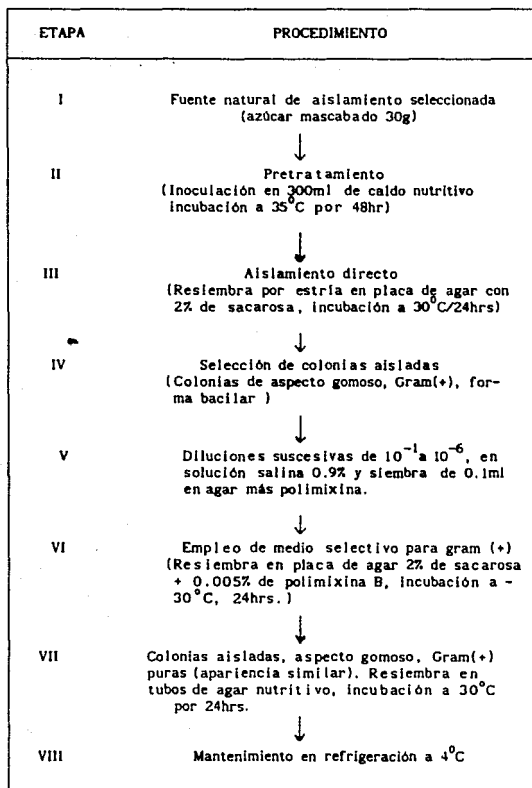 ETAPA PROCEDIMIENTO
I Fuente natural de aislamiento seleccionada
(azúcar mascabado 30g)
II Pretratamiento
(Inoculación en 300ml de caldo nutritivo
incubación a 35°C por 48hr)
III Aislamiento directo
(Resiembra por estría en placa de agar con
2% de sacarosa, incubación a 30°C/24hrs)
IV Selección de colonias aisladas
(Colonias de aspecto gomoso, Gram(+), for-
ma bacilar )
V Diluciones suscesivas de 10⁻¹a 10⁻⁶, en
solución salina 0.9% y siembra de 0.1ml
en agar más polimixina.
VI Empleo de medio selectivo para gram (+)
(Resiembra en placa de agar 2% de sacarosa
+ 0.005% de polimixina B, incubación a -
30°C, 24hrs.)
VII Colonias aisladas, aspecto gomoso, Gram(+)
puras (apariencia similar). Resiembra en
tubos de agar nutritivo, incubación a 30°C
por 24hrs.
VIII Mantenimiento en refrigeración a 4°C